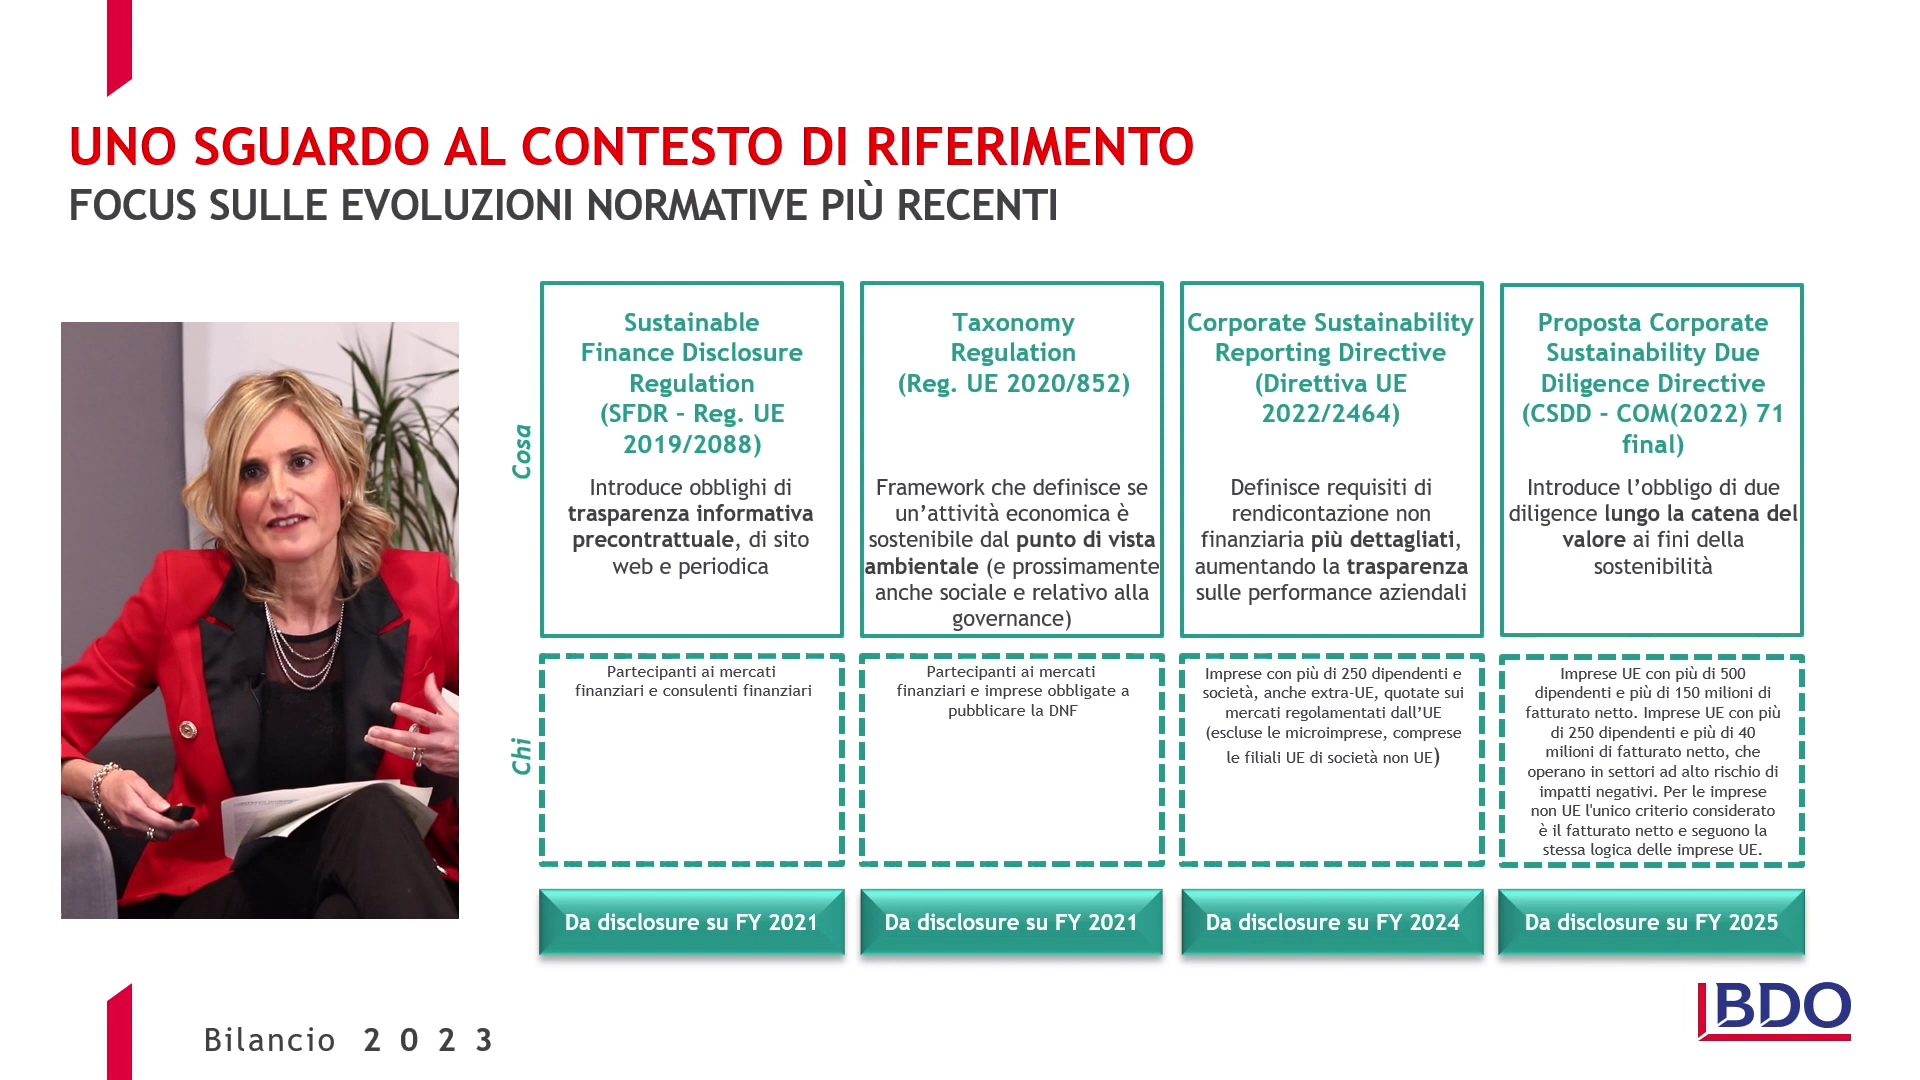 UNO SGUARDO AL CONTESTO DI RIFERIMENTO
FOCUS SULLE EVOLUZIONI NORMATIVE PIÙ RECENTI
Cosa
Sustainable
Finance Disclosure
Regulation
(SFDR – Reg. UE
2019/2088)
Introduce obblighi di
trasparenza informativa
precontrattuale, di sito
web e periodica
Taxonomy
Regulation
(Reg. UE 2020/852)
Framework che definisce se
un’attività economica è
sostenibile dal punto di vista
ambientale (e prossimamente
anche sociale e relativo alla
governance)
Corporate Sustainability
Reporting Directive
(Direttiva UE
2022/2464)
Definisce requisiti di
rendicontazione non
finanziaria più dettagliati,
aumentando la trasparenza
sulle performance aziendali
Proposta Corporate
Sustainability Due
Diligence Directive
(CSDD – COM(2022) 71
final)
Introduce l’obbligo di due
diligence lungo la catena del
valore ai fini della
sostenibilità
Chi
Partecipanti ai mercati
finanziari e consulenti finanziari
Partecipanti ai mercati
finanziari e imprese obbligate a
pubblicare la DNF
Imprese con più di 250 dipendenti e
società, anche extra-UE, quotate sui
mercati regolamentati dall’UE
(escluse le microimprese, comprese
le filiali UE di società non UE)
Imprese UE con più di 500
dipendenti e più di 150 milioni di
fatturato netto. Imprese UE con più
di 250 dipendenti e più di 40
milioni di fatturato netto, che
operano in settori ad alto rischio di
impatti negativi. Per le imprese
non UE l'unico criterio considerato
è il fatturato netto e seguono la
stessa logica delle imprese UE.
Da disclosure su FY 2021
Da disclosure su FY 2021
Da disclosure su FY 2024
Da disclosure su FY 2025
Bilancio 2023
BDO